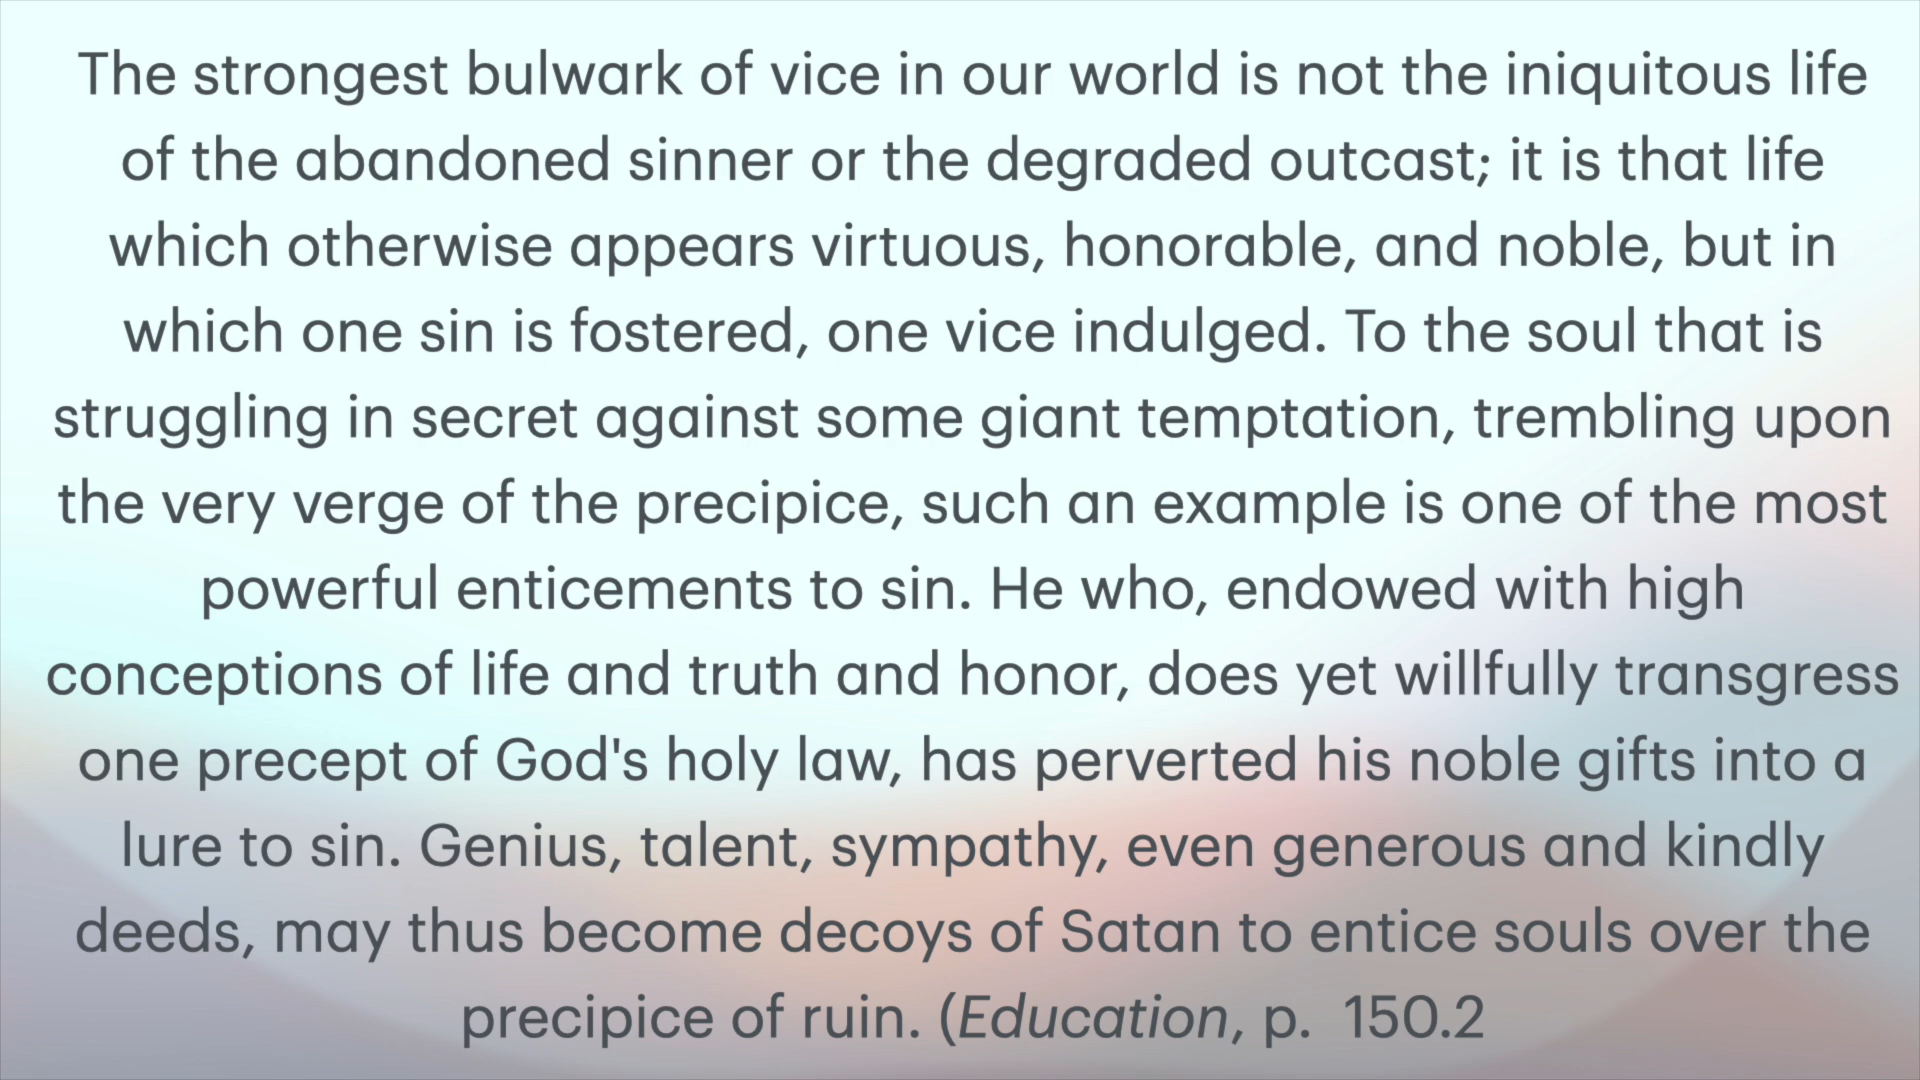 The strongest bulwark of vice in our world is not the iniquitous life
of the abandoned sinner or the degraded outcast; it is that life
which otherwise appears virtuous, honorable, and noble, but in
which one sin is fostered, one vice indulged. To the soul that is
struggling in secret against some giant temptation, trembling upon
the very verge of the precipice, such an example is one of the most
powerful enticements to sin. He who, endowed with high
conceptions of life and truth and honor, does yet willfully transgress
one precept of God's holy law, has perverted his noble gifts into a
lure to sin. Genius, talent, sympathy, even generous and kindly
deeds, may thus become decoys of Satan to entice souls over the
precipice of ruin. (Education, p.  150.2